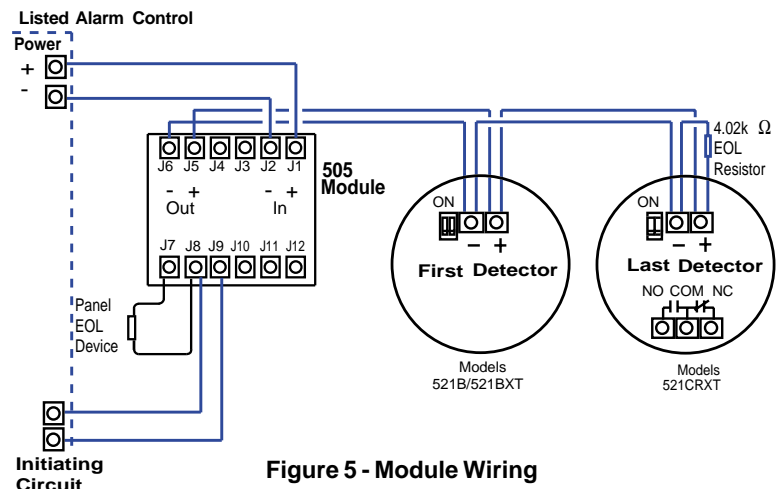 Listed Alarm Control
Power
+
-
J6 J5 J4 J3 J2 J1
- + - +
Out In
505
Module
J7 J8 J9 J10 J11 J12
Panel
EOL
Device
Initiating
Circuit
ON
- +
First Detector
Models
521B/521BXT
4.02k Ω
EOL
Resistor
ON
- +
Last Detector
NO COM NC
Models
521CRXT
Figure 5 - Module Wiring